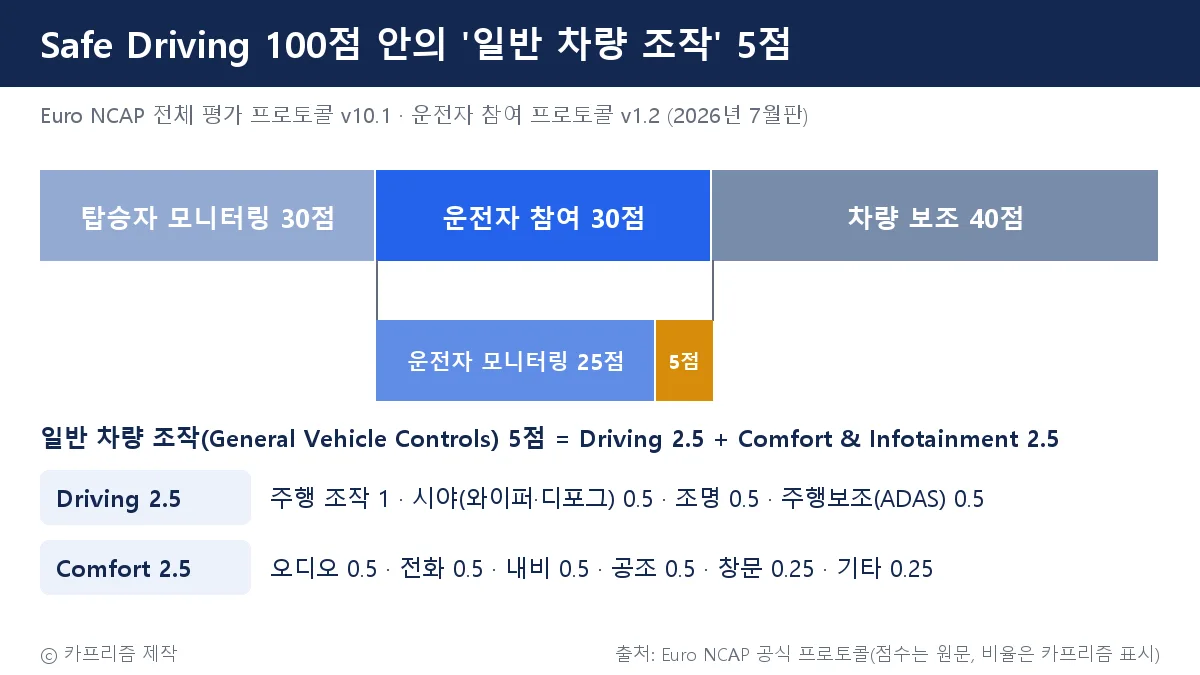 Safe Driving 100점 안의 '일반 차량 조작' 5점
Euro NCAP 전체 평가 프로토콜 v10.1 · 운전자 참여 프로토콜 v1.2 (2026년 7월판)
탑승자 모니터링 30점
운전자 참여 30점
차량 보조 40점
운전자 모니터링 25점
5점
일반 차량 조작(General Vehicle Controls) 5점 = Driving 2.5 + Comfort & Infotainment 2.5
Driving 2.5
주행 조작 1 · 시야(와이퍼·디포그) 0.5 · 조명 0.5 · 주행보조(ADAS) 0.5
Comfort 2.5
오디오 0.5 · 전화 0.5 · 내비 0.5 · 공조 0.5 · 창문 0.25 · 기타 0.25
© 카프리즘 제작
출처: Euro NCAP 공식 프로토콜(점수는 원문, 비율은 카프리즘 표시)